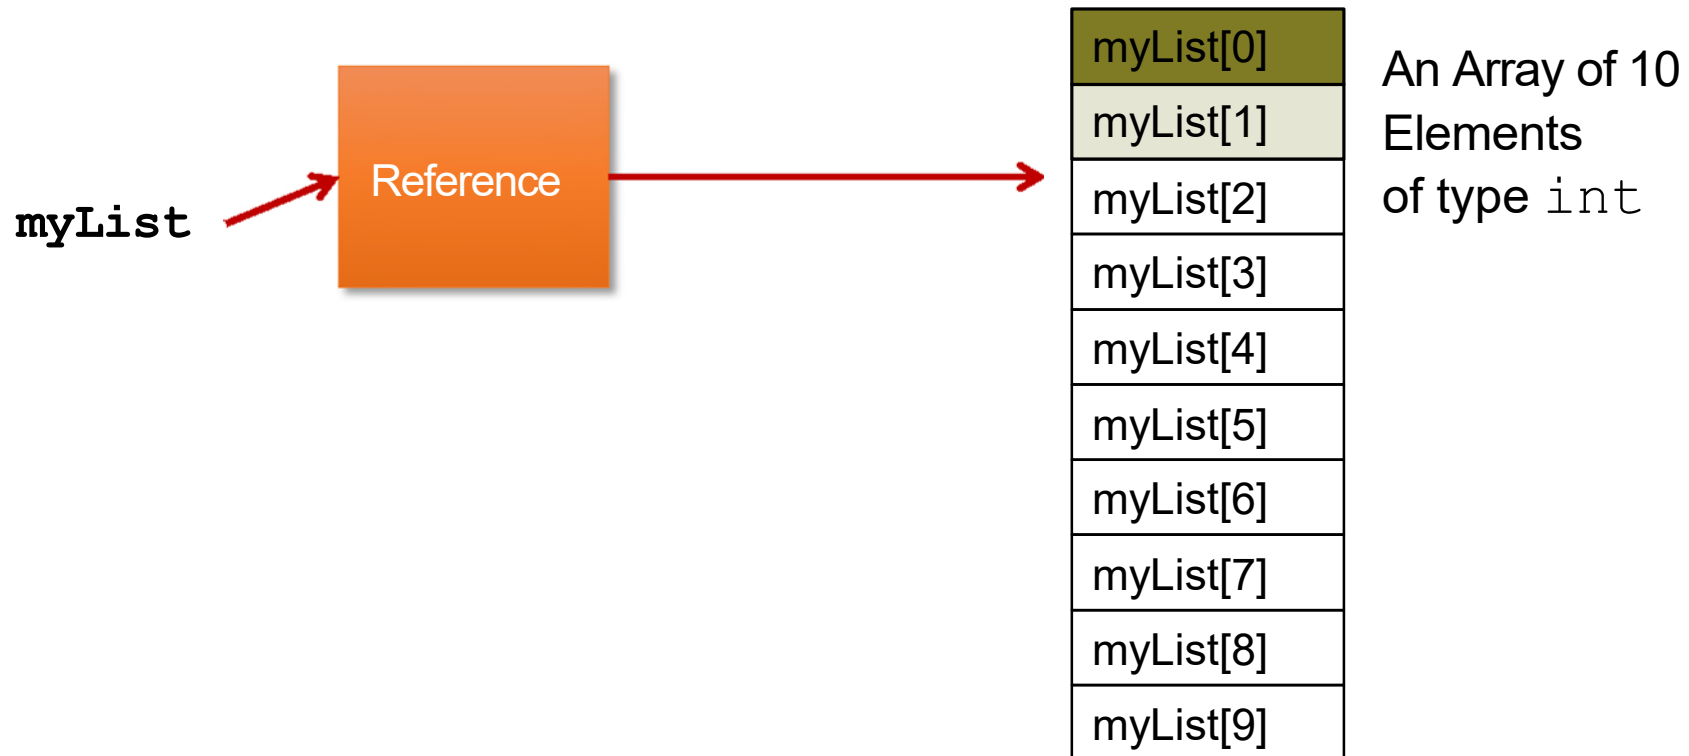 myList
Reference
myList[0]
myList[1]
myList[2]
myList[3]
myList[4]
myList[5]
myList[6]
myList[7]
myList[8]
myList[9]
An Array of 10
Elements
of type int